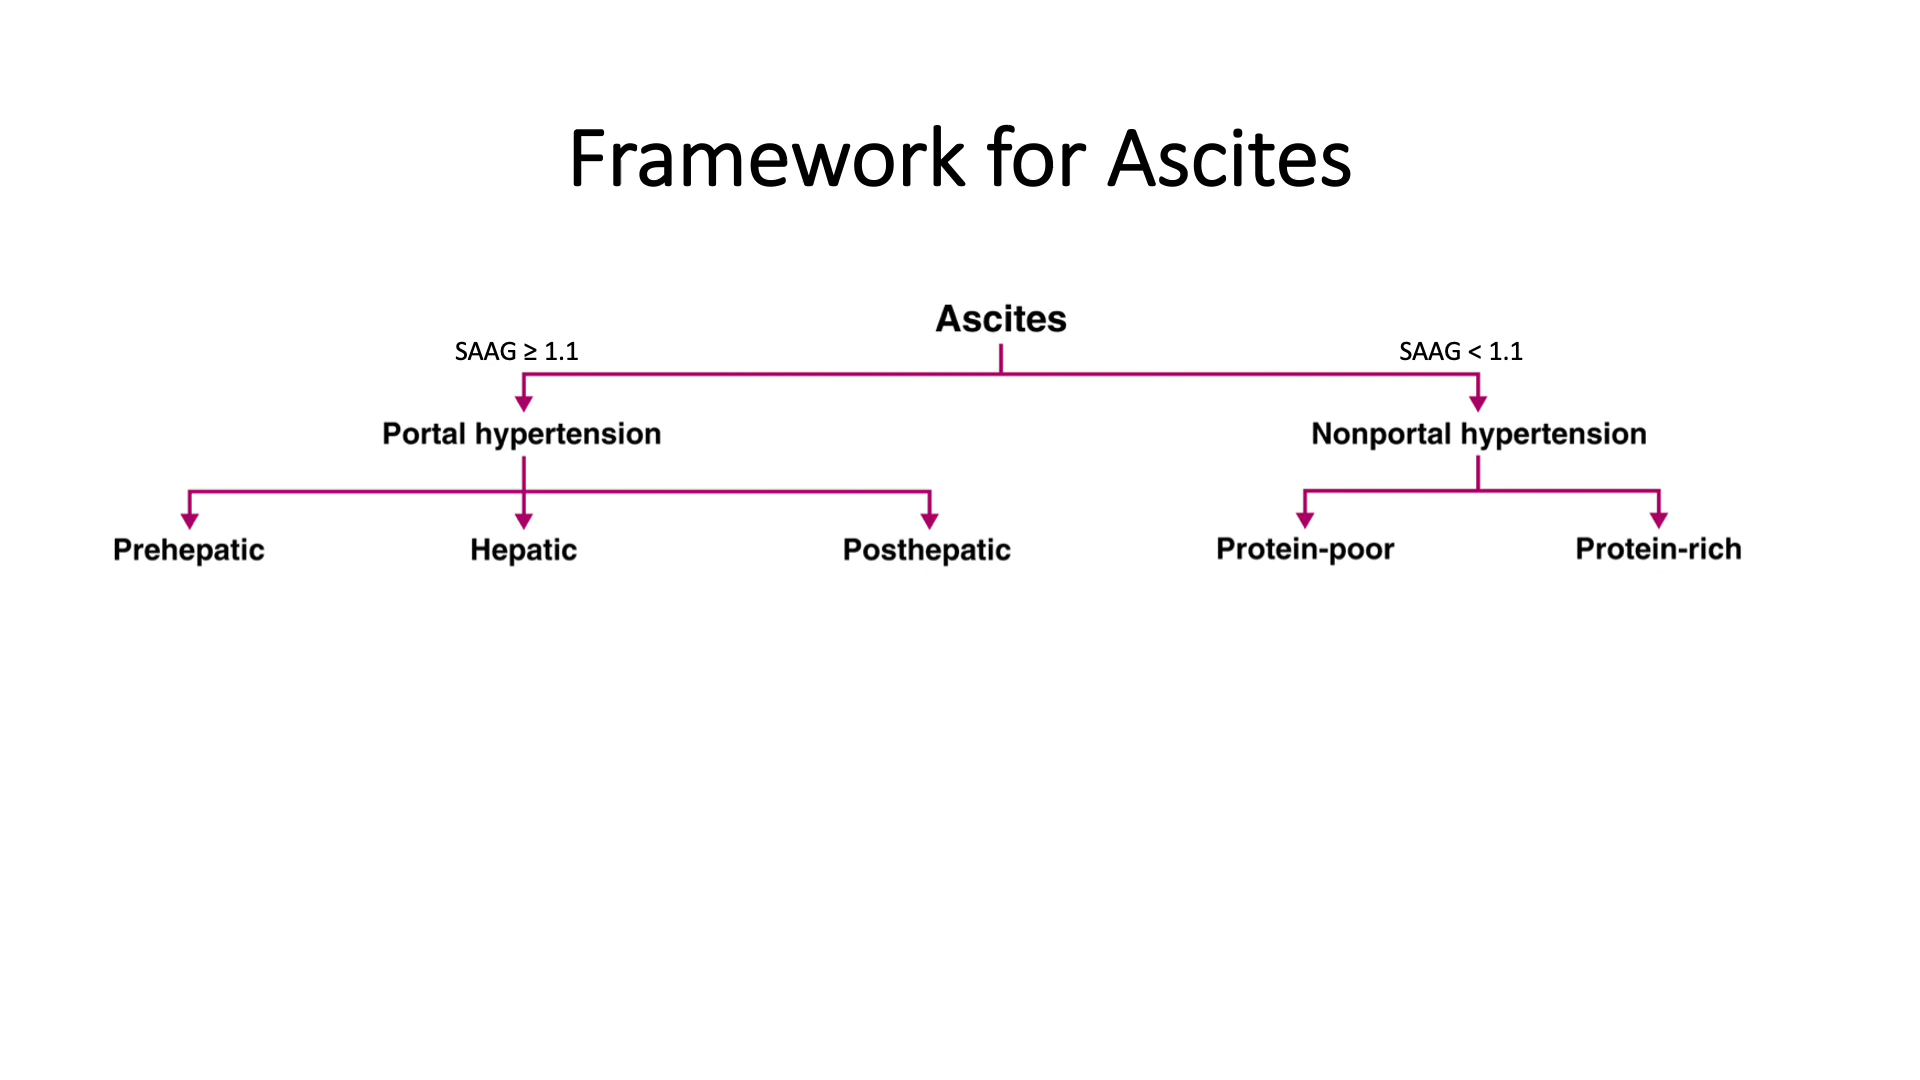 Framework for Ascites
Ascites
SAAG ≥ 1.1
SAAG < 1.1
Portal hypertension
Nonportal hypertension
Prehepatic
Hepatic
Posthepatic
Protein-poor
Protein-rich